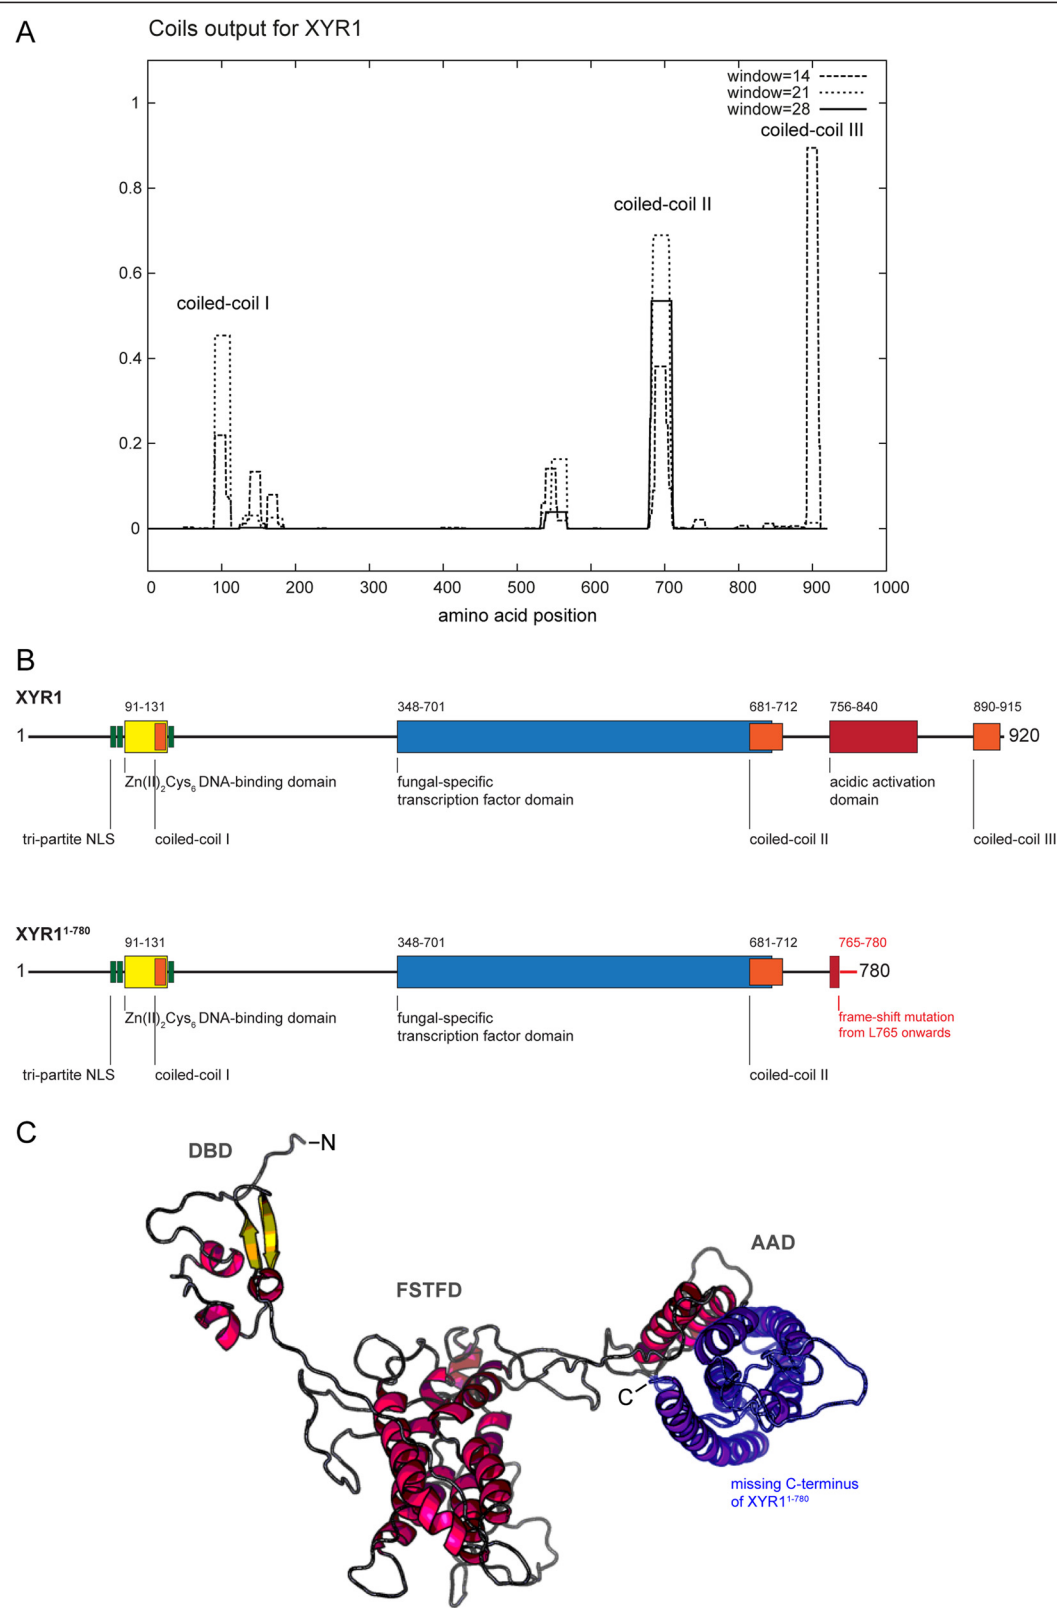 A
Coils output for XYR1
window=14
window=21
window=28
coiled-coil III
coiled-coil II
coiled-coil I
1
0.8
0.6
0.4
0.2
0
0 100 200 300 400 500 600 700 800 900 1000
amino acid position
B
XYR1
91-131 348-701 681-712 756-840 890-915
1 920
Zn(II)2Cys6 DNA-binding domain
fungal-specific
transcription factor domain
acidic activation
domain
tri-partite NLS coiled-coil I coiled-coil II coiled-coil III
XYR1 1-780
91-131 348-701 681-712 765-780
1 780
Zn(II)2Cys6 DNA-binding domain
fungal-specific
transcription factor domain
frame-shift mutation
from L765 onwards
tri-partite NLS coiled-coil I coiled-coil II
C
DBD
N
AAD
FSTFD
C
missing C-terminus
of XYR1 1-780